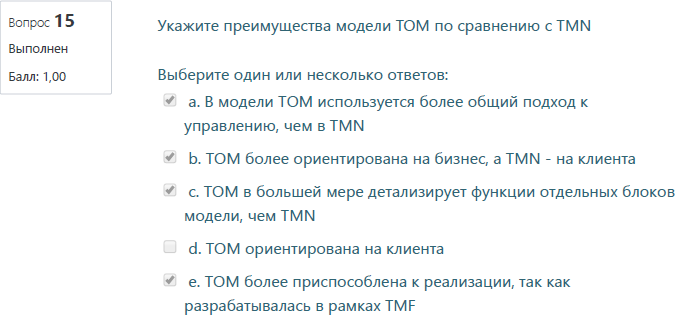 Вопрос 15
Выполнен
Балл: 1,00
Укажите преимущества модели TOM по сравнению с TMN
Выберите один или несколько ответов:
a. В модели TOM используется более общий подход к
управлению, чем в TMN
b. TOM более ориентирована на бизнес, а TMN - на клиента
c. TOM в большей мере детализирует функции отдельных блоков
модели, чем TMN
d. TOM ориентирована на клиента
e. TOM более приспособлена к реализации, так как
разрабатывалась в рамках TMF